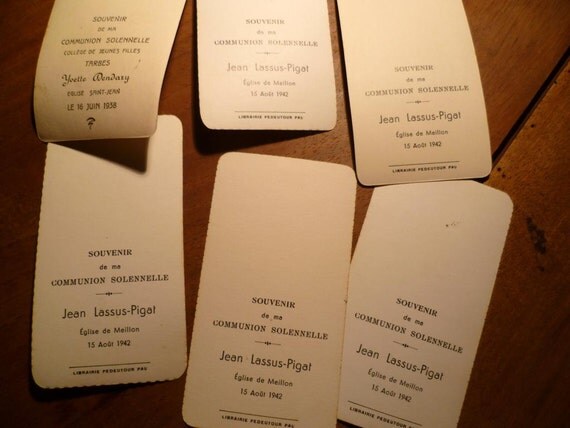 SOUVENIR
DE MA
COMMUNION SOLENNELLE
COLLÈGE DE JEUNES FILLES
TARBES
Yvette Dendary
ÉGLISE SAINT-JEAN
LE 16 JUIN 1938
SOUVENIR
de ma
COMMUNION SOLENNELLE
Jean Lassus-Pigat
Église de Meillon
15 Août 1942
LIBRAIRIE PEDEUTOUR PAU
SOUVENIR
de ma
COMMUNION SOLENNELLE
Jean Lassus-Pigat
Église de Meillon
15 Août 1942
LIBRAIRIE PEDEUTOUR PAU
SOUVENIR
de ma
COMMUNION SOLENNELLE
Jean Lassus-Pigat
Église de Meillon
15 Août 1942
LIBRAIRIE PEDEUTOUR PAU
SOUVENIR
de ma
COMMUNION SOLENNELLE
Jean Lassus-Pigat
Église de Meillon
15 Août 1942
LIBRAIRIE PEDEUTOUR PAU
SOUVENIR
de ma
COMMUNION SOLENNELLE
Jean Lassus-Pigat
Église de Meillon
15 Août 1942
LIBRAIRIE PEDEUTOUR PAU